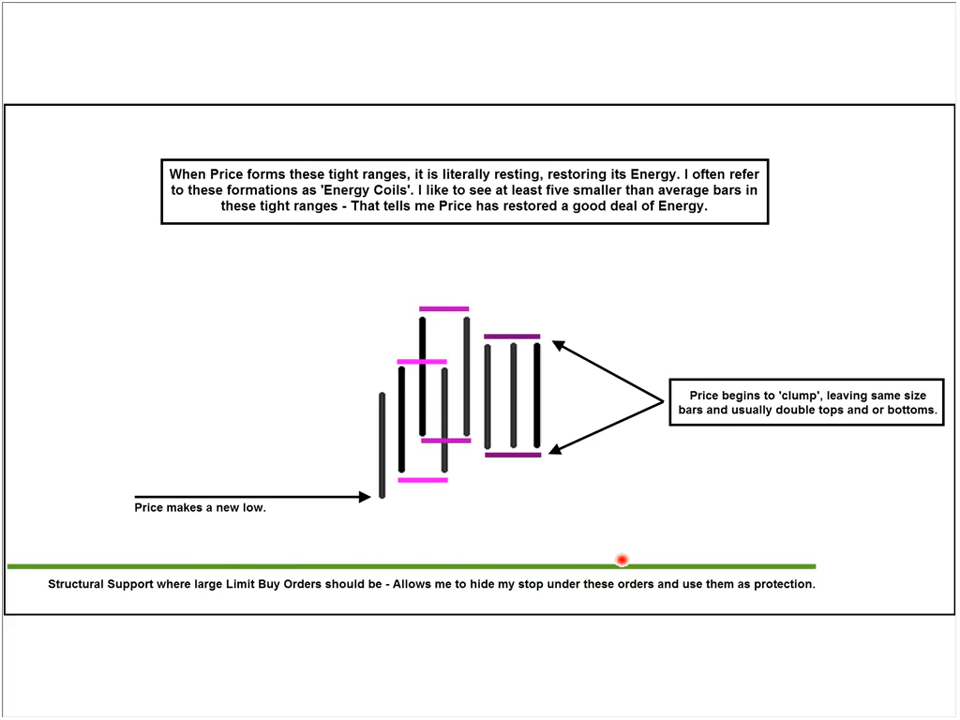 When Price forms these tight ranges, it is literally resting, restoring its Energy. I often refer
to these formations as 'Energy Coils'. I like to see at least five smaller than average bars in
these tight ranges - That tells me Price has restored a good deal of Energy.
Price begins to 'clump', leaving same size
bars and usually double tops and or bottoms.
Price makes a new low.
Structural Support where large Limit Buy Orders should be - Allows me to hide my stop under these orders and use them as protection.